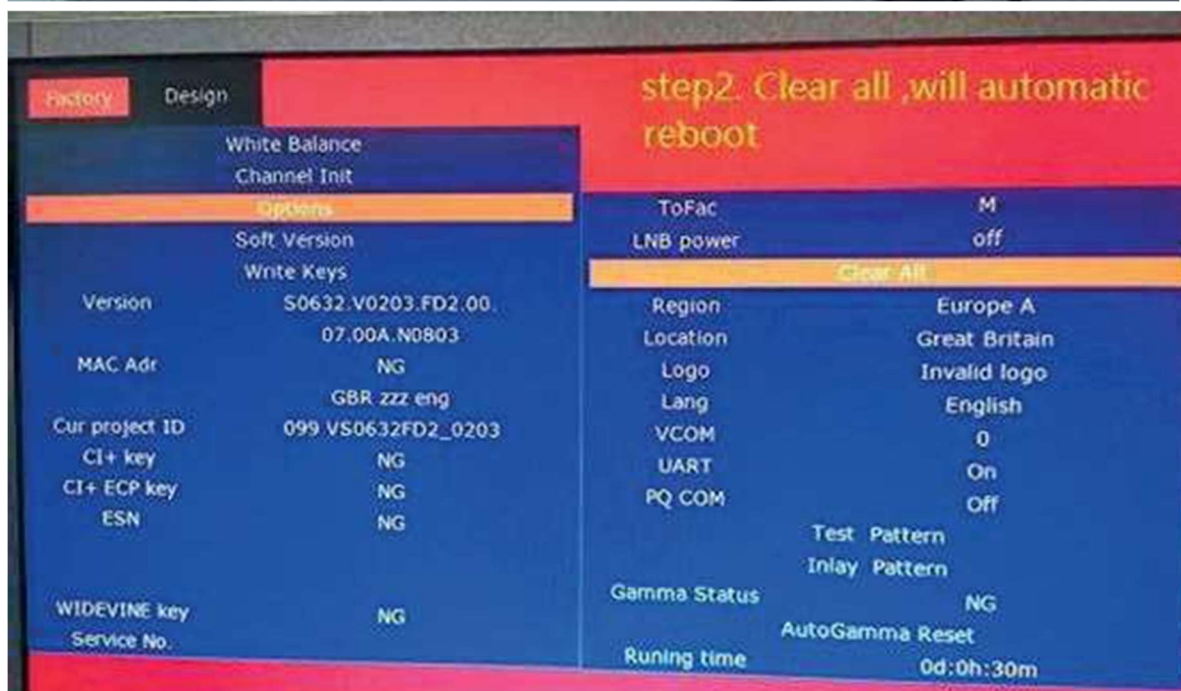 Factory Design
step2. Clear all ,will automatic
reboot
White Balance
Channel Init
Options
Soft Version
Write Keys
Version S0632.V0203.FD2.00.
07.00A.N0803
MAC Adr NG
GBR zzz eng
Cur project ID 099 VS0632FD2_0203
CI+ key NG
CI+ ECP key NG
ESN NG
WIDEVINE key NG
Service No.
ToFac M
LNB power off
Clear All
Region Europe A
Location Great Britain
Logo Invalid logo
Lang English
VCOM 0
UART On
PQ COM Off
Test Pattern
Inlay Pattern
Gamma Status NG
AutoGamma Reset
Runing time 0d:0h:30m